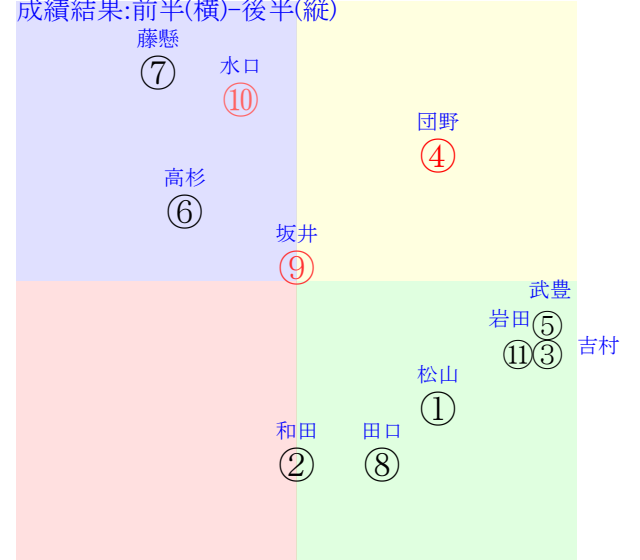 成績結果:前半(横)-後半(縦)
藤懸
⑦
水口
⑩
団野
④
高杉
⑥
坂井
⑨
武豊
岩田
⑤
吉村
⑪
③
松山
①
和田
②
田口
⑧